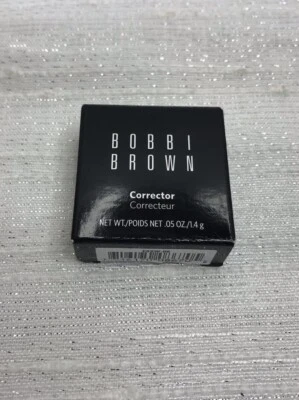 BOBBI
BROWN
Corrector
Correcteur
NET WT./POIDS NET .05 OZ./1.4 g